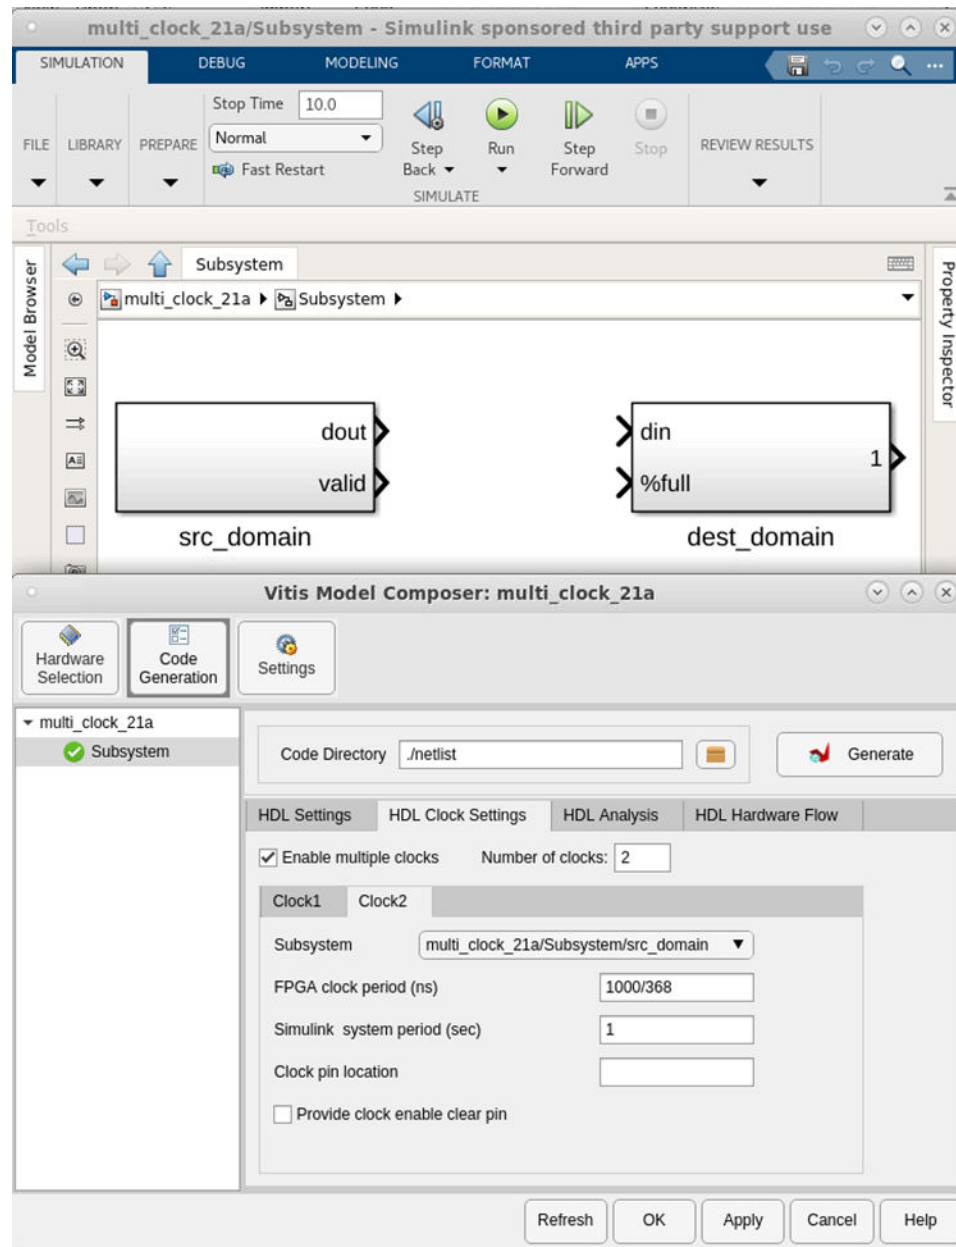 multi_clock_21a/Subsystem - Simulink sponsored third party support use
SIMULATION DEBUG MODELING FORMAT APPS
Stop Time 10.0
Normal
Fast Restart
FILE LIBRARY PREPARE
Step Back
Run
Step Forward
Stop
REVIEW RESULTS
SIMULATE
Tools
Model Browser
Property Inspector
Subsystem
multi_clock_21a Subsystem
dout
valid
src_domain
din
%full
1
dest_domain
Vitis Model Composer: multi_clock_21a
Hardware Selection
Code Generation
Settings
multi_clock_21a
Subsystem
Code Directory ./netlist
Generate
HDL Settings HDL Clock Settings HDL Analysis HDL Hardware Flow
Enable multiple clocks Number of clocks: 2
Clock1 Clock2
Subsystem multi_clock_21a/Subsystem/src_domain
FPGA clock period (ns) 1000/368
Simulink system period (sec) 1
Clock pin location
Provide clock enable clear pin
Refresh OK Apply Cancel Help